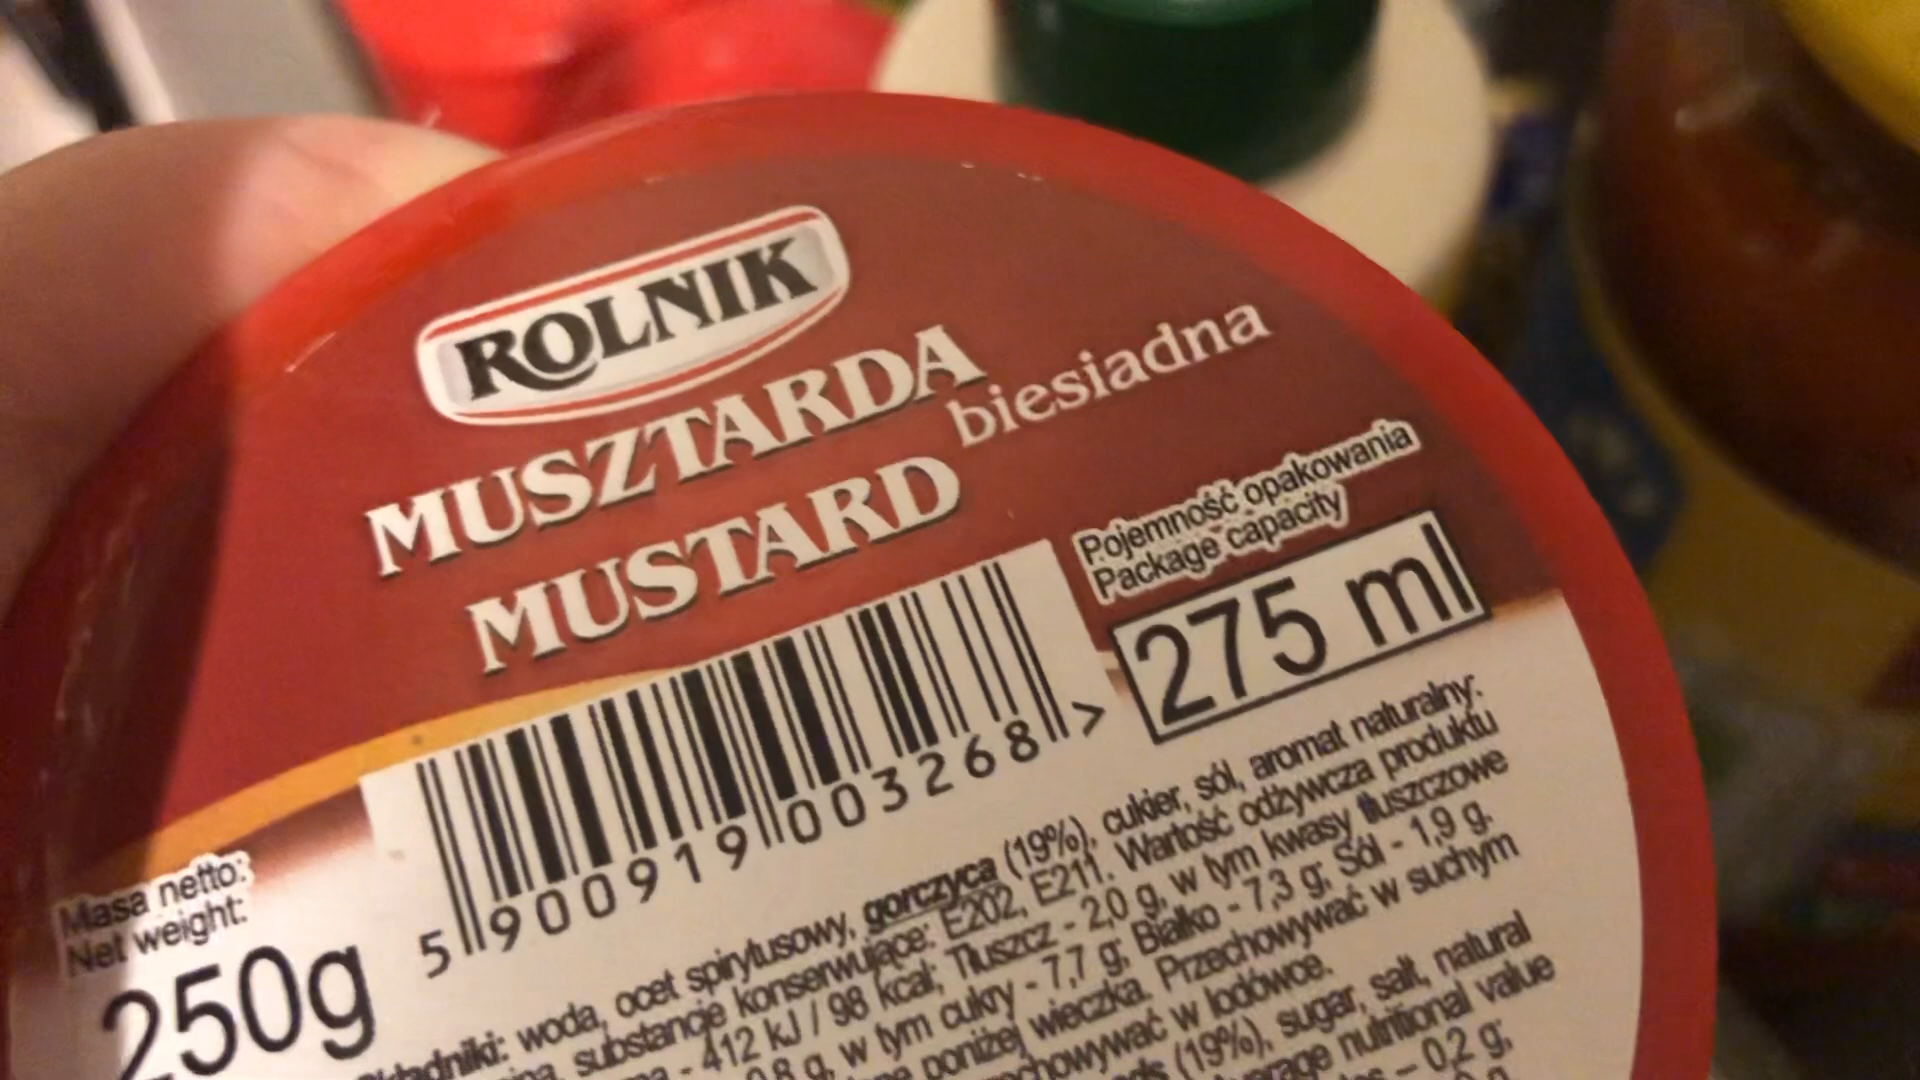 ROLNIK
MUSZTARDA
biesiadna
MUSTARD
Pojemność opakowania
Package capacity
275 ml
5 900919 003268 >
Masa netto:
Net weight:
250g
Składniki: woda, ocet spirytusowy, gorczyca (19%), cukier, sól, aromat naturalny:
substancje konserwujące: E202, E211. Wartość odżywcza produktu
- 412 kJ / 98 kcal; Tłuszcz - 2,0 g, w tym kwasy tłuszczowe
0,8 g, w tym cukry - 7,7 g; Białko - 7,3 g; Sól - 1,9 g.
poniżej wieczka. Przechowywać w suchym
w lodówce.
(19%), sugar, salt, natural
nutritional value
– 0,2 g;